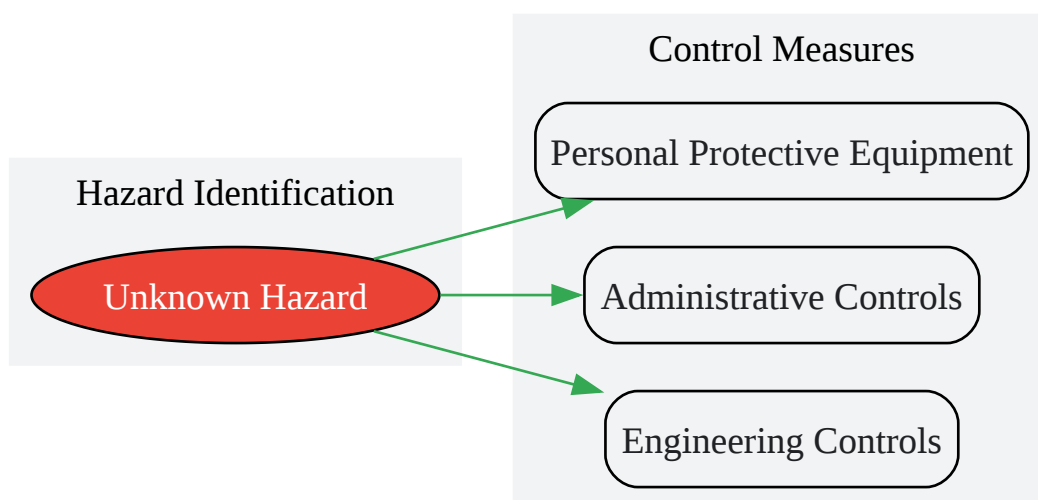 Control Measures
Personal Protective Equipment
Hazard Identification
Unknown Hazard
Administrative Controls
Engineering Controls